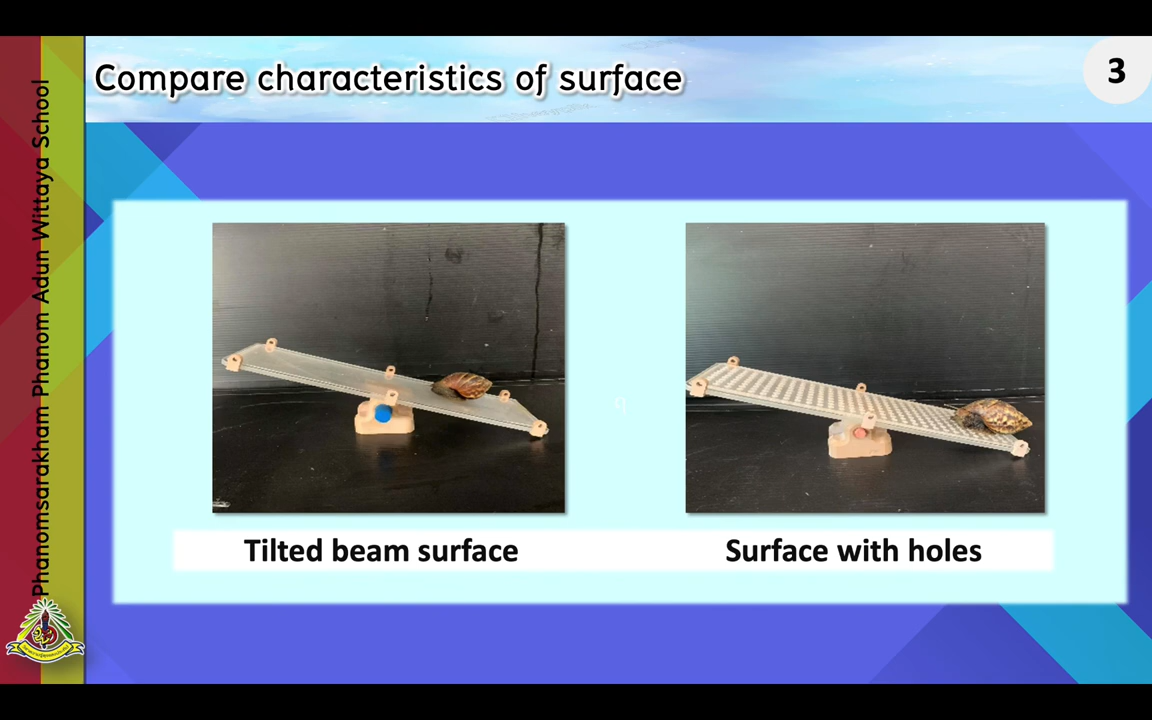 Compare characteristics of surface
3
Phanomsarakham Phanom Adun Wittaya School
Tilted beam surface
Surface with holes